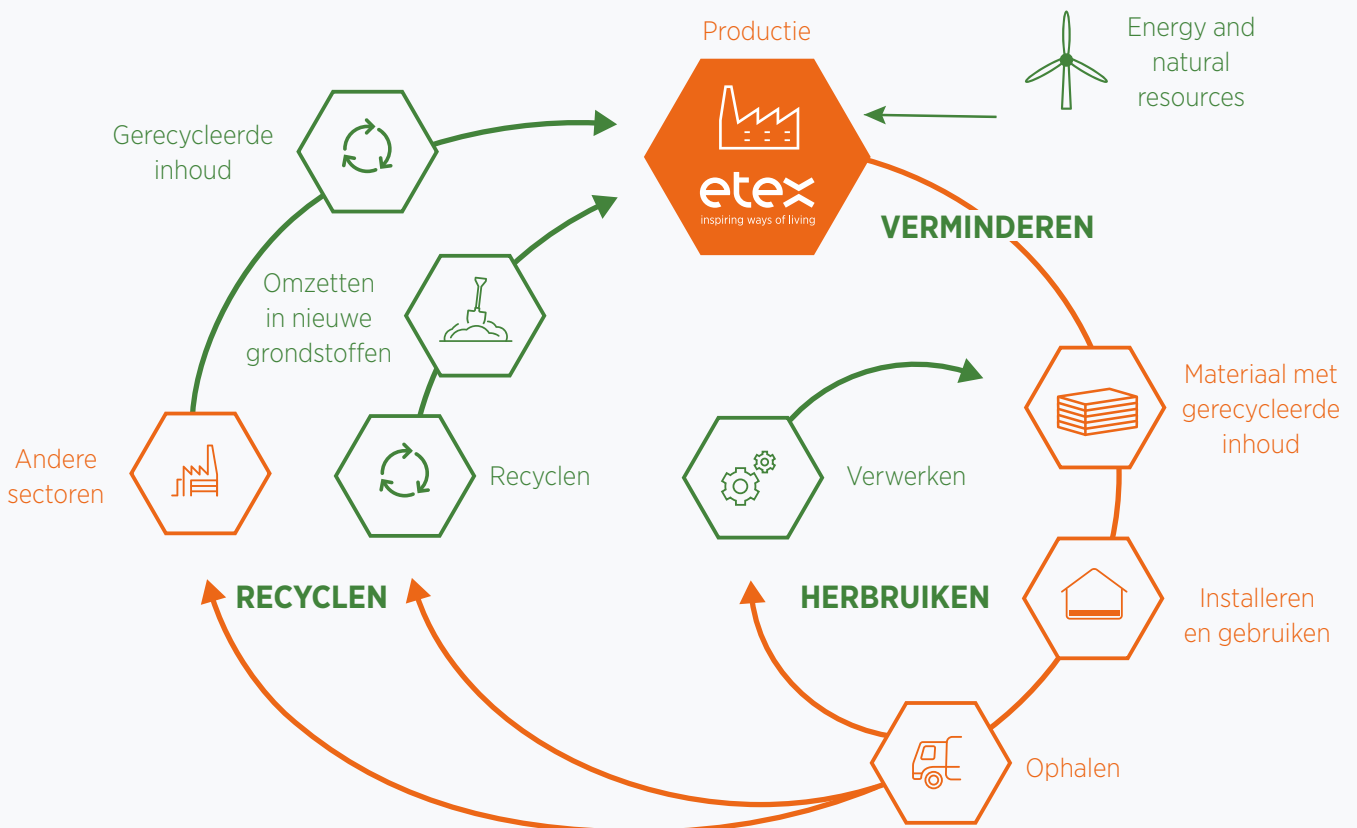 Productie
Energy and
natural
resources
Gerecycleerde
inhoud
etex
inspiring ways of living
VERMINDEREN
Omzetten
in nieuwe
grondstoffen
Materiaal met
gerecycleerde
inhoud
Andere
sectoren
Recyclen
Verwerken
RECYCLEN
HERBRUIKEN
Installeren
en gebruiken
Ophalen